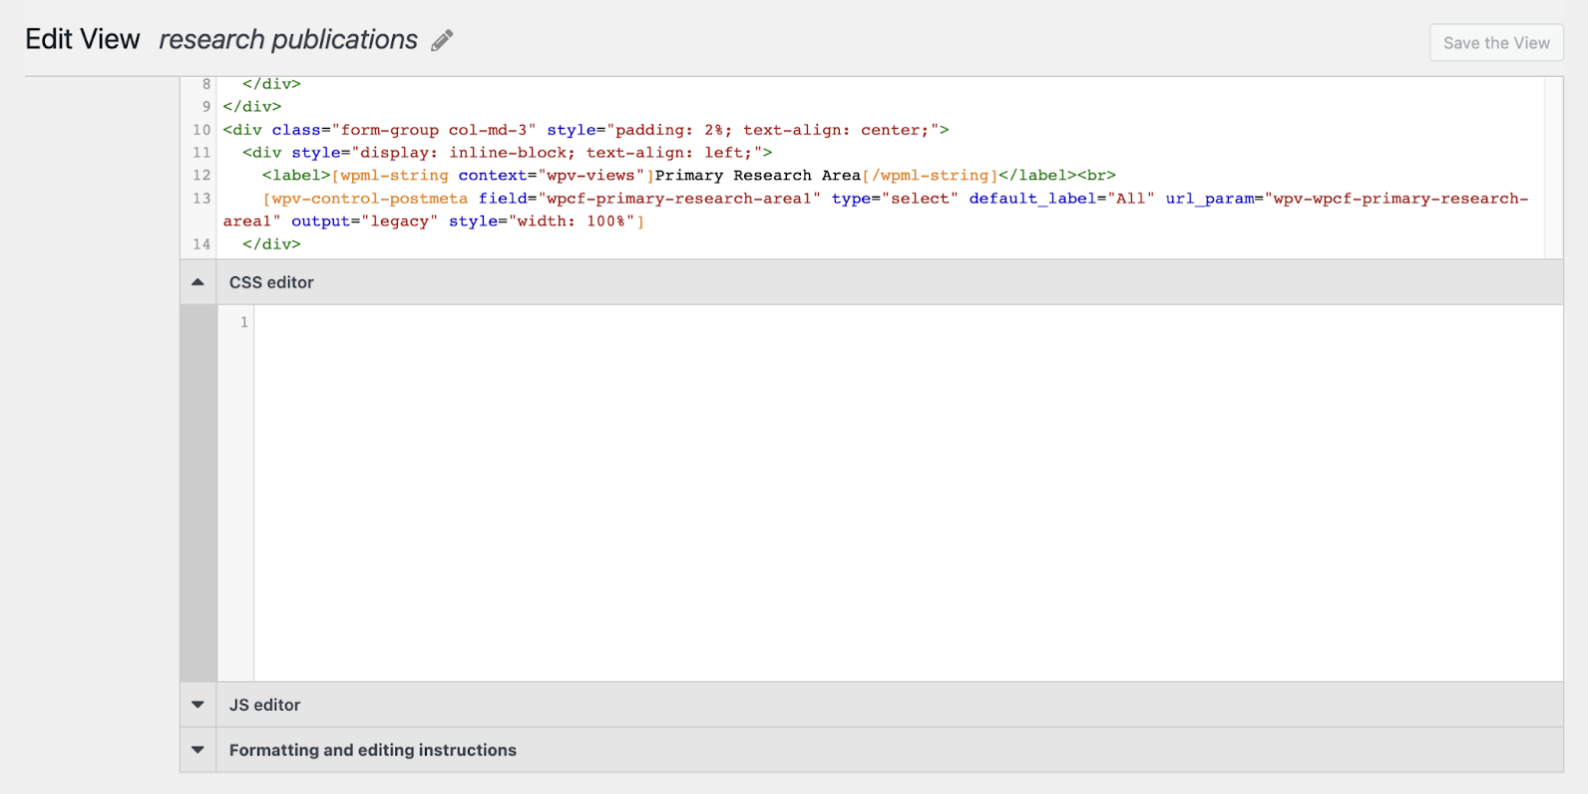 Edit View research publications
Save the View
8 </div>
9 </div>
10 <div class="form-group col-md-3" style="padding: 2%; text-align: center;">
11 <div style="display: inline-block; text-align: left;">
12 <label>[wpml-string context="wpv-views"]Primary Research Area[/wpml-string]</label><br>
13 [wpv-control-postmeta field="wpcf-primary-research-area1" type="select" default_label="All" url_param="wpv-wpcf-primary-research-
area1" output="legacy" style="width: 100%"]
14 </div>
CSS editor
1
JS editor
Formatting and editing instructions